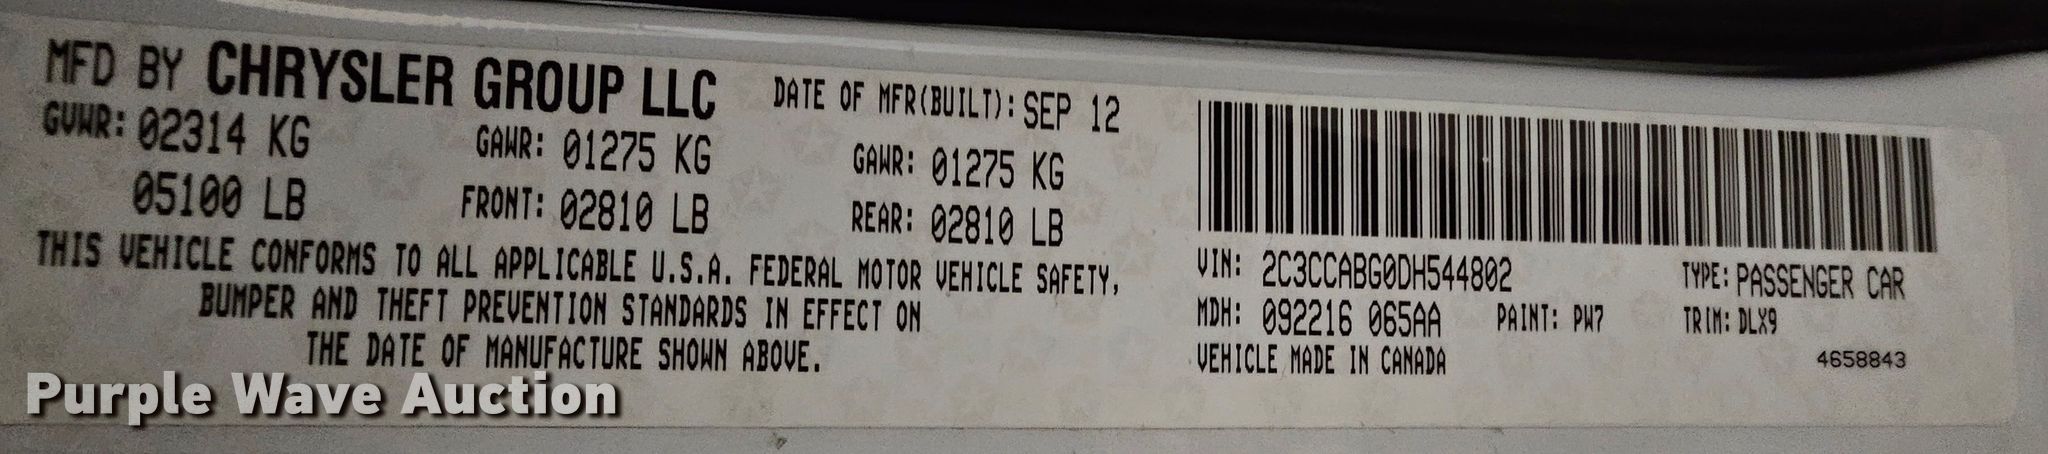 MFD BY CHRYSLER GROUP LLC DATE OF MFR(BUILT): SEP 12
GVWR: 02314 KG GAWR: 01275 KG GAWR: 01275 KG
05100 LB FRONT: 02810 LB REAR: 02810 LB
THIS VEHICLE CONFORMS TO ALL APPLICABLE U.S.A. FEDERAL MOTOR VEHICLE SAFETY,
BUMPER AND THEFT PREVENTION STANDARDS IN EFFECT ON
THE DATE OF MANUFACTURE SHOWN ABOVE.
VIN: 2C3CCABG0DH544802 TYPE: PASSENGER CAR
MDH: 092216 065AA PAINT: PW7 TRIM: DLX9
VEHICLE MADE IN CANADA 4658843
Purple Wave Auction